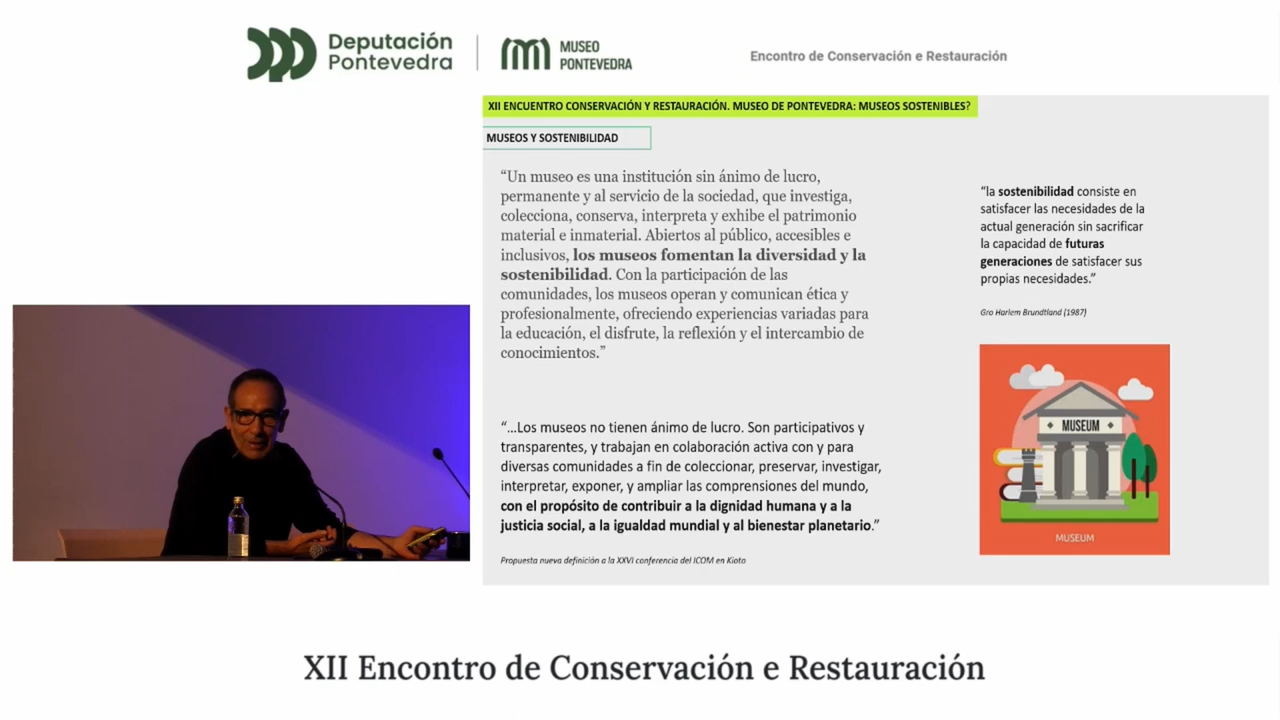 Deputación
Pontevedra
MUSEO
PONTEVEDRA
Encontro de Conservación e Restauración
XII ENCUENTRO CONSERVACIÓN Y RESTAURACIÓN. MUSEO DE PONTEVEDRA: MUSEOS SOSTENIBLES?
MUSEOS Y SOSTENIBILIDAD
“Un museo es una institución sin ánimo de lucro,
permanente y al servicio de la sociedad, que investiga,
colecciona, conserva, interpreta y exhibe el patrimonio
material e inmaterial. Abiertos al público, accesibles e
inclusivos, los museos fomentan la diversidad y la
sostenibilidad. Con la participación de las
comunidades, los museos operan y comunican ética y
profesionalmente, ofreciendo experiencias variadas para
la educación, el disfrute, la reflexión y el intercambio de
conocimientos.”
“...Los museos no tienen ánimo de lucro. Son participativos y
transparentes, y trabajan en colaboración activa con y para
diversas comunidades a fin de coleccionar, preservar, investigar,
interpretar, exponer, y ampliar las comprensiones del mundo,
con el propósito de contribuir a la dignidad humana y a la
justicia social, a la igualdad mundial y al bienestar planetario.”
Propuesta nueva definición a la XXVI conferencia del ICOM en Kioto
“la sostenibilidad consiste en
satisfacer las necesidades de la
actual generación sin sacrificar
la capacidad de futuras
generaciones de satisfacer sus
propias necesidades.”
Gro Harlem Brundtland (1987)
MUSEUM
MUSEUM
XII Encontro de Conservación e Restauración